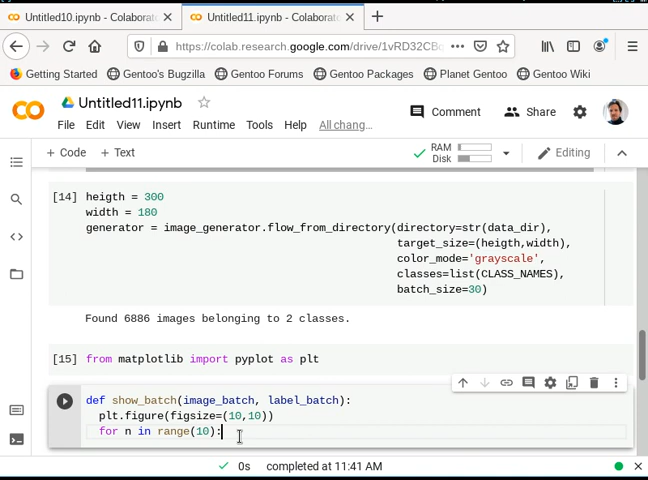 Untitled10.ipynb - Colaborato
Untitled11.ipynb - Colaborato
https://colab.research.google.com/drive/1vRD32CBc
Getting Started
Gentoo's Bugzilla
Gentoo Forums
Gentoo Packages
Planet Gentoo
Gentoo Wiki
Untitled11.ipynb
Comment
Share
File Edit View Insert Runtime Tools Help All chang…
+ Code + Text
RAM
Disk
Editing
[14] heigth = 300
width = 180
generator = image_generator.flow_from_directory(directory=str(data_dir),
target_size=(heigth,width),
color_mode='grayscale',
classes=list(CLASS_NAMES),
batch_size=30)
Found 6886 images belonging to 2 classes.
[15] from matplotlib import pyplot as plt
def show_batch(image_batch, label_batch):
plt.figure(figsize=(10,10))
for n in range(10):
0s completed at 11:41 AM